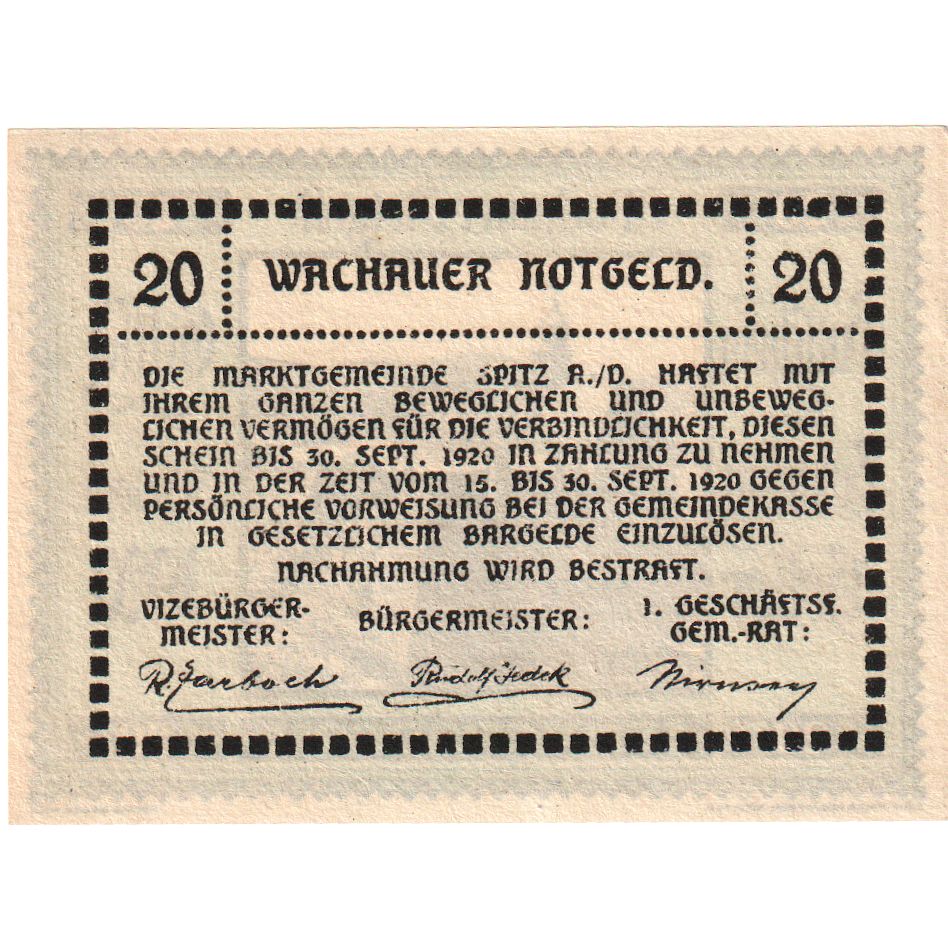 20 WACHAUER NOTGELD. 20
DIE MARKTGEMEINDE SPITZ A./D. HAFTET MIT
IHREM GANZEN BEWEGLICHEN UND UNBEWEG-
LICHEN VERMÖGEN FÜR DIE VERBINDLICHKEIT, DIESEN
SCHEIN BIS 30. SEPT. 1920 IN ZAHLUNG ZU NEHMEN
UND IN DER ZEIT VOM 15. BIS 30. SEPT. 1920 GEGEN
PERSÖNLICHE VORWEISUNG BEI DER GEMEINDEKASSE
IN GESETZLICHEM BARGELDE EINZULÖSEN.
NACHAHMUNG WIRD BESTRAFT.
VIZEBÜRGER-
MEISTER:
BÜRGERMEISTER:
1. GESCHÄFTSF.
GEM.-RAT:
Rudolf